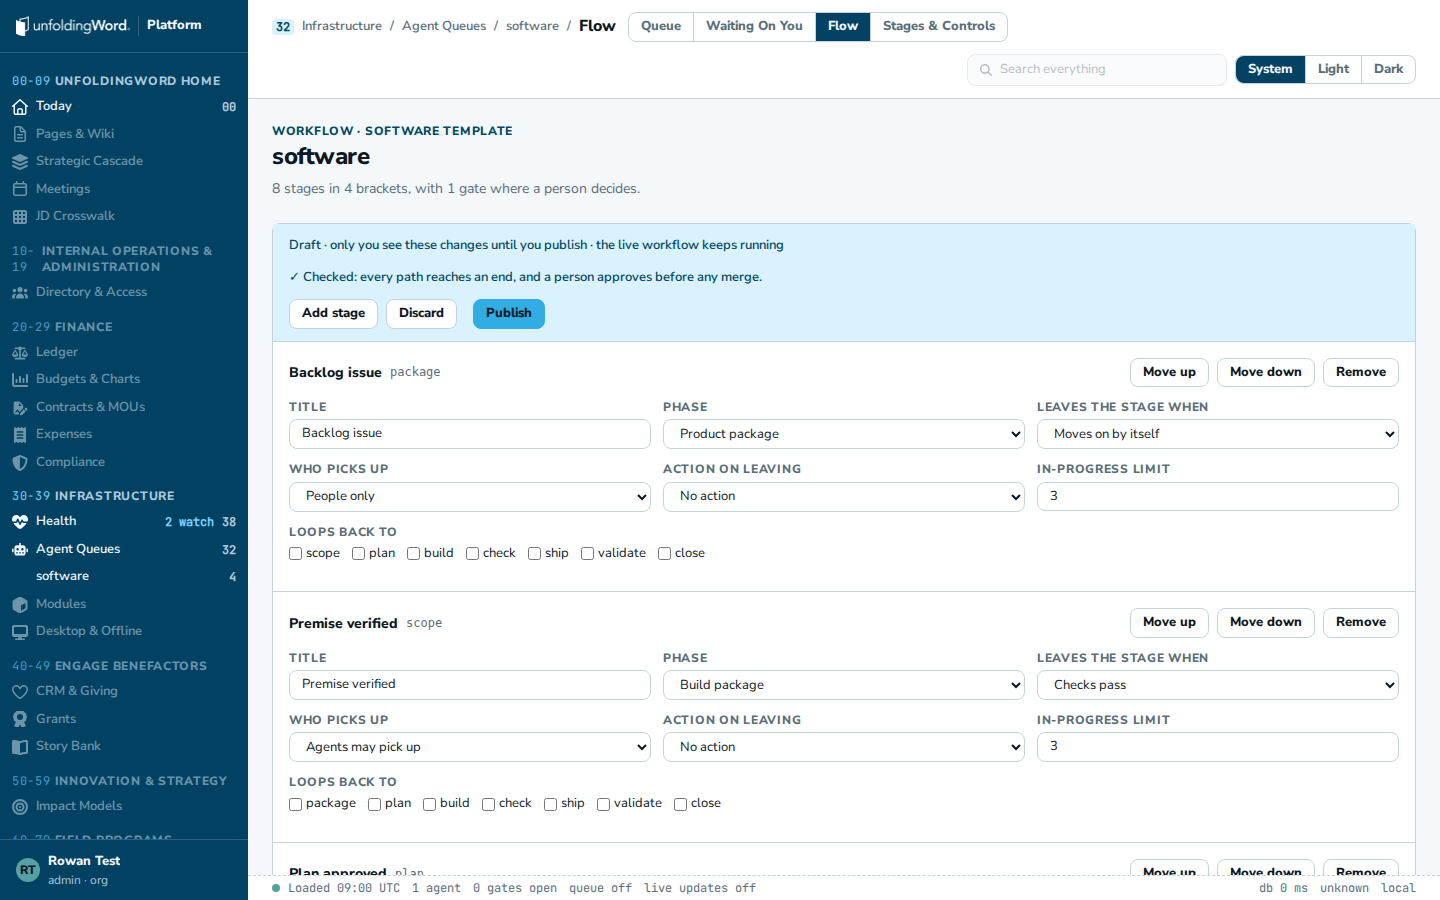 unfoldingWord. Platform
00-09 UNFOLDINGWORD HOME
Today 00
Pages & Wiki
Strategic Cascade
Meetings
JD Crosswalk
10-19 INTERNAL OPERATIONS & ADMINISTRATION
Directory & Access
20-29 FINANCE
Ledger
Budgets & Charts
Contracts & MOUs
Expenses
Compliance
30-39 INFRASTRUCTURE
Health 2 watch 38
Agent Queues 32
software 4
Modules
Desktop & Offline
40-49 ENGAGE BENEFACTORS
CRM & Giving
Grants
Story Bank
50-59 INNOVATION & STRATEGY
Impact Models
60-79 FIELD PROGRAMS
RT Rowan Test
admin · org
32 Infrastructure / Agent Queues / software / Flow Queue Waiting On You Flow Stages & Controls
Search everything System Light Dark
WORKFLOW · SOFTWARE TEMPLATE
software
8 stages in 4 brackets, with 1 gate where a person decides.
Draft · only you see these changes until you publish · the live workflow keeps running
✓ Checked: every path reaches an end, and a person approves before any merge.
Add stage Discard Publish
Backlog issue package Move up Move down Remove
TITLE PHASE LEAVES THE STAGE WHEN
Backlog issue Product package Moves on by itself
WHO PICKS UP ACTION ON LEAVING IN-PROGRESS LIMIT
People only No action 3
LOOPS BACK TO
scope plan build check ship validate close
Premise verified scope Move up Move down Remove
TITLE PHASE LEAVES THE STAGE WHEN
Premise verified Build package Checks pass
WHO PICKS UP ACTION ON LEAVING IN-PROGRESS LIMIT
Agents may pick up No action 3
LOOPS BACK TO
package plan build check ship validate close
Plan approved plan Move up Move down Remove
Loaded 09:00 UTC 1 agent 0 gates open queue off live updates off db 0 ms unknown local